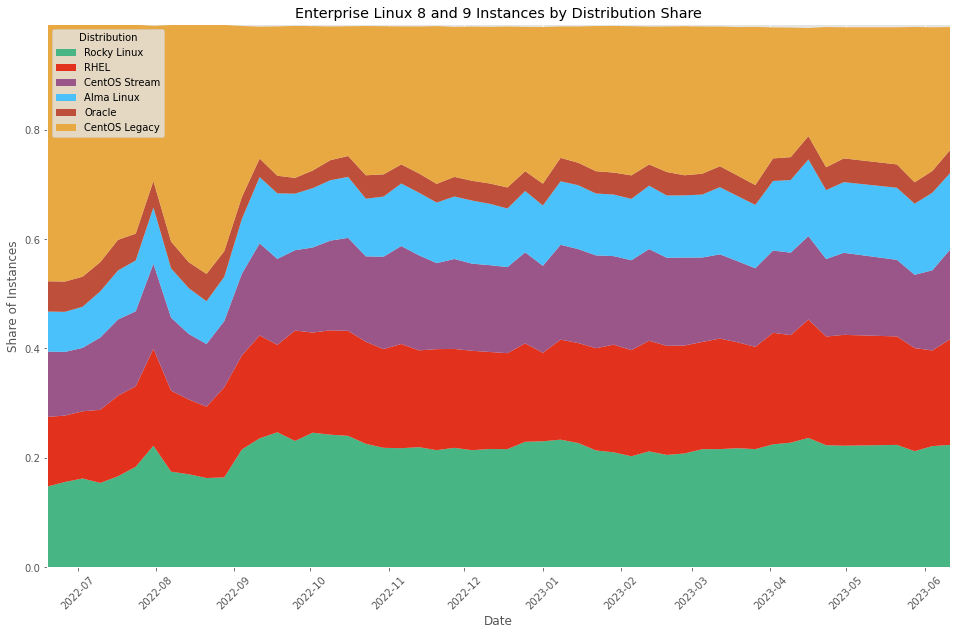 Enterprise Linux 8 and 9 Instances by Distribution Share
Distribution
Rocky Linux
RHEL
CentOS Stream
Alma Linux
Oracle
CentOS Legacy
Share of Instances
0.8
0.6
0.4
0.2
0.0
2022-07
2022-08
2022-09
2022-10
2022-11
2022-12
2023-01
2023-02
2023-03
2023-04
2023-05
2023-06
Date